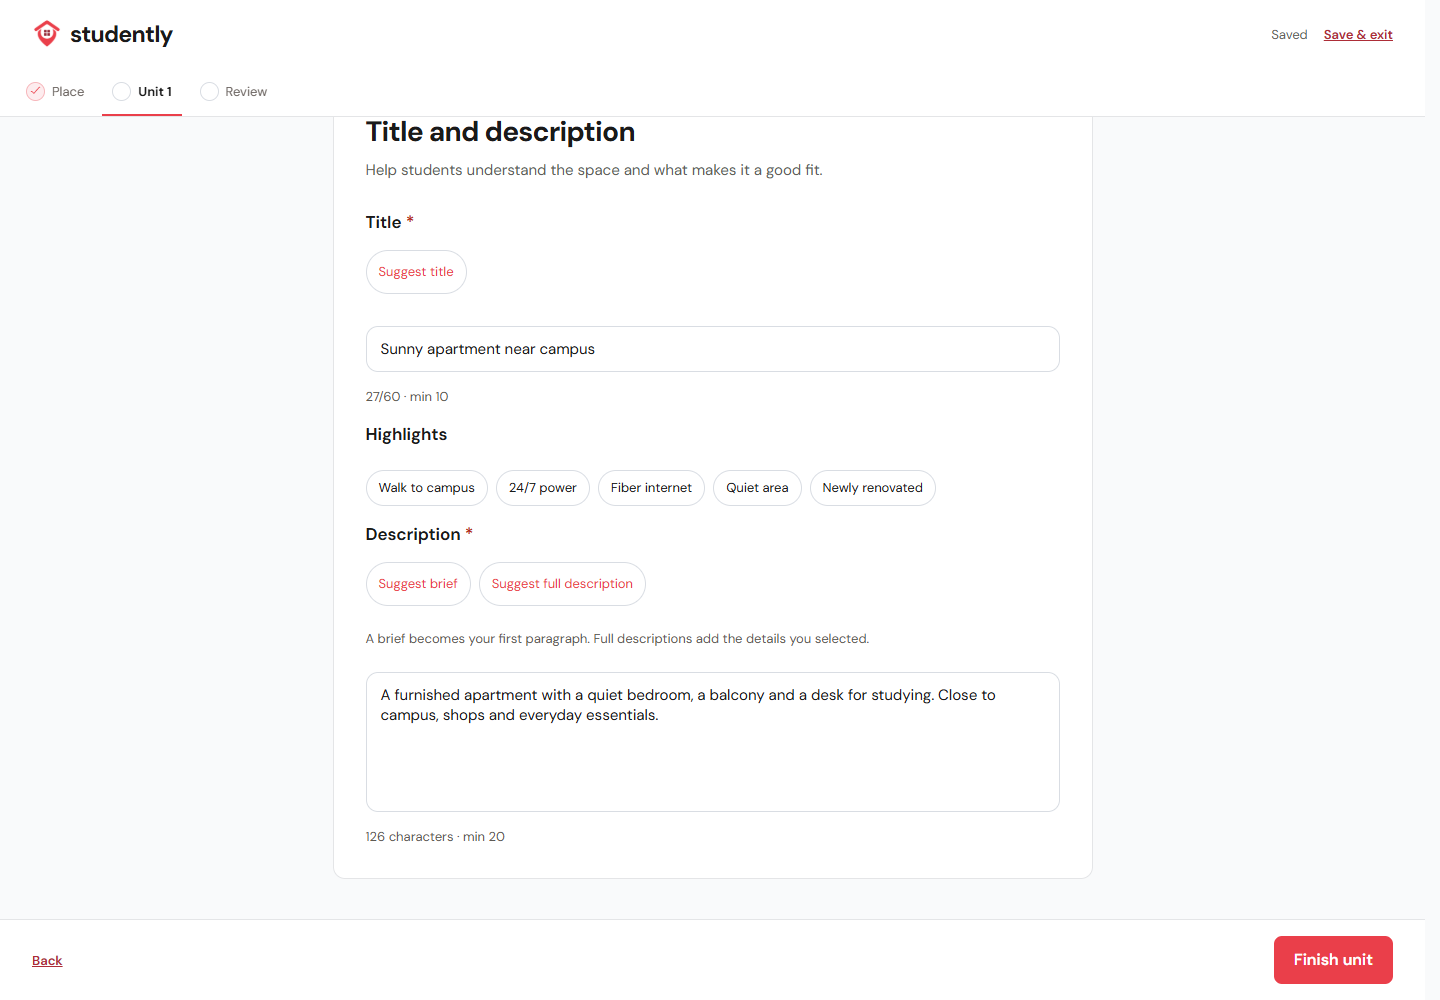 studently
Saved
Save & exit
Place
Unit 1
Review
Title and description
Help students understand the space and what makes it a good fit.
Title *
Suggest title
Sunny apartment near campus
27/60 · min 10
Highlights
Walk to campus
24/7 power
Fiber internet
Quiet area
Newly renovated
Description *
Suggest brief
Suggest full description
A brief becomes your first paragraph. Full descriptions add the details you selected.
A furnished apartment with a quiet bedroom, a balcony and a desk for studying. Close to
campus, shops and everyday essentials.
126 characters · min 20
Back
Finish unit